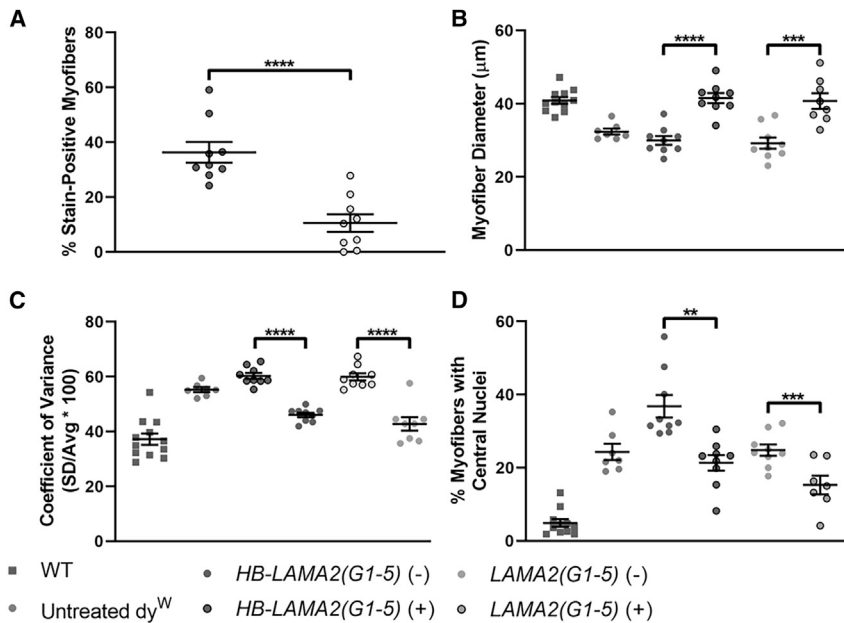 A
% Stain-Positive Myofibers
80
60
40
20
0
****
B
Myofiber Diameter (μm)
60
40
20
0
****
***
C
Coefficient of Variance
(SD/Avg * 100)
80
60
40
20
0
****
****
D
% Myofibers with
Central Nuclei
60
40
20
0
**
***
WT
HB-LAMA2(G1-5) (-)
LAMA2(G1-5) (-)
Untreated dyW
HB-LAMA2(G1-5) (+)
LAMA2(G1-5) (+)